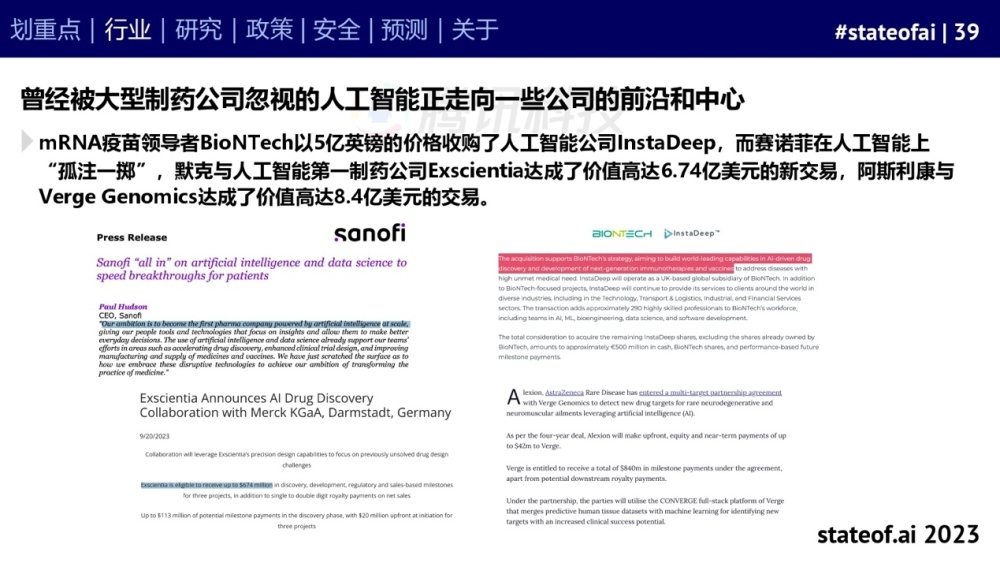 划重点 | 行业 | 研究 | 政策 | 安全 | 预测 | 关于
#stateofai | 39
曾经被大型制药公司忽视的人工智能正走向一些公司的前沿和中心
mRNA疫苗领导者BioNTech以5亿英镑的价格收购了人工智能公司InstaDeep，而赛诺菲在人工智能上
“孤注一掷”，默克与人工智能第一制药公司Exscientia达成了价值高达6.74亿美元的新交易，阿斯利康与
Verge Genomics达成了价值高达8.4亿美元的交易。
Press Release
sanofi
Sanofi “all in” on artificial intelligence and data science to
speed breakthroughs for patients
Paul Hudson
CEO, Sanofi
“Our ambition is to become the first pharma company powered by artificial intelligence at scale,
giving our people tools and technologies that focus on insights and allow them to make better
everyday decisions. The use of artificial intelligence and data science already support our teams’
efforts in areas such as accelerating drug discovery, enhanced clinical trial design, and improving
manufacturing and supply of medicines and vaccines. We have just scratched the surface as to
how we embrace these disruptive technologies to achieve our ambition of transforming the
practice of medicine.”
Exscientia Announces AI Drug Discovery
Collaboration with Merck KGaA, Darmstadt, Germany
9/20/2023
Collaboration will leverage Exscientia’s precision design capabilities to focus on previously unsolved drug design
challenges
Exscientia is eligible to receive up to $674 million in discovery, development, regulatory and sales-based milestones
for three projects, in addition to single to double digit royalty payments on net sales
Up to $113 million of potential milestone payments in the discovery phase, with $20 million upfront at initiation for
three projects
BIONTECH InstaDeep™
The acquisition supports BioNTech’s strategy, aiming to build world-leading capabilities in AI-driven drug
discovery and development of next-generation immunotherapies and vaccines to address diseases with
high unmet medical need. InstaDeep will operate as a UK-based global subsidiary of BioNTech. In addition
to BioNTech-focused projects, InstaDeep will continue to provide its services to clients around the world in
diverse industries, including in the Technology, Transport & Logistics, Industrial, and Financial Services
sectors. The transaction adds approximately 290 highly skilled professionals to BioNTech’s workforce,
including teams in AI, ML, bioengineering, data science, and software development.
The total consideration to acquire the remaining InstaDeep shares, excluding the shares already owned by
BioNTech, amounts to approximately €500 million in cash, BioNTech shares, and performance-based future
milestone payments.
Alexion, AstraZeneca Rare Disease has entered a multi-target partnership agreement
with Verge Genomics to detect new drug targets for rare neurodegenerative and
neuromuscular ailments leveraging artificial intelligence (AI).
As per the four-year deal, Alexion will make upfront, equity and near-term payments of up
to $42m to Verge.
Verge is entitled to receive a total of $840m in milestone payments under the agreement,
apart from potential downstream royalty payments.
Under the partnership, the parties will utilise the CONVERGE full-stack platform of Verge
that merges predictive human tissue datasets with machine learning for identifying new
targets with an increased clinical success potential.
stateof.ai 2023
腾讯科技